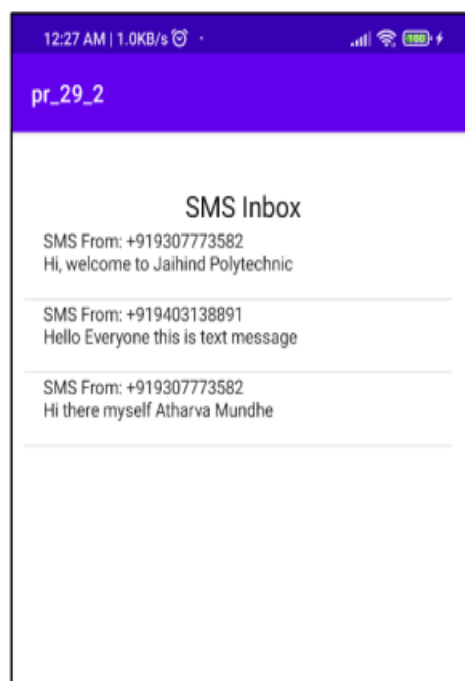 12:27 AM | 1.0KB/s
100
pr_29_2
SMS Inbox
SMS From: +919307773582
Hi, welcome to Jaihind Polytechnic
SMS From: +919403138891
Hello Everyone this is text message
SMS From: +919307773582
Hi there myself Atharva Mundhe